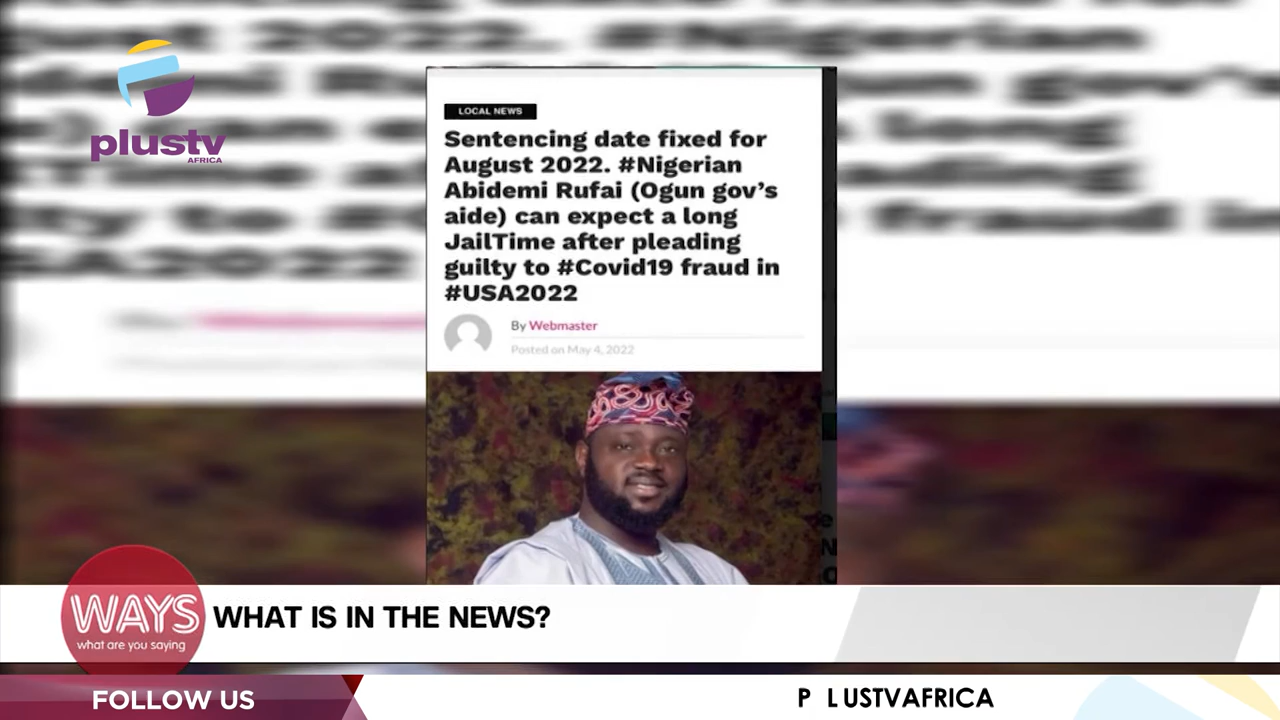 plustv
AFRICA
LOCAL NEWS
Sentencing date fixed for
August 2022. #Nigerian
Abidemi Rufai (Ogun gov’s
aide) can expect a long
JailTime after pleading
guilty to #Covid19 fraud in
#USA2022
By Webmaster
Posted on May 4, 2022
WAYS
what are you saying
WHAT IS IN THE NEWS?
FOLLOW US
P LUSTVAFRICA